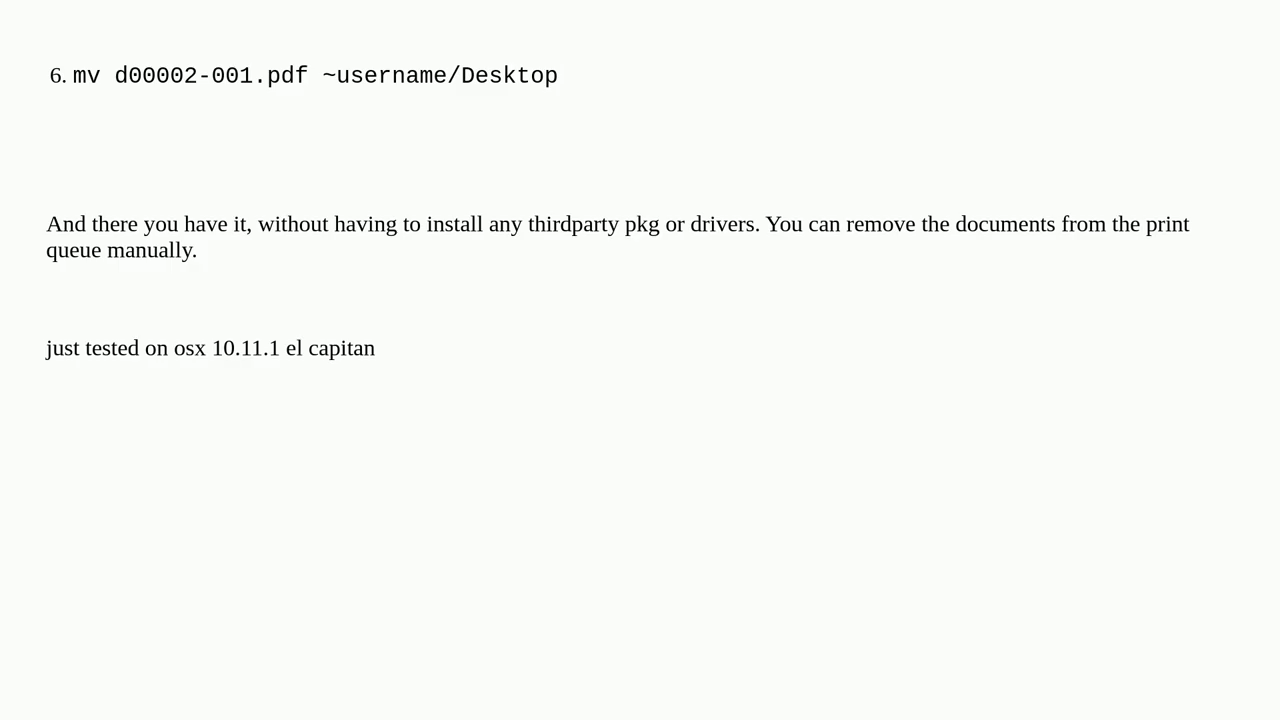 6. mv d00002-001.pdf ~username/Desktop
And there you have it, without having to install any thirdparty pkg or drivers. You can remove the documents from the print
queue manually.
just tested on osx 10.11.1 el capitan